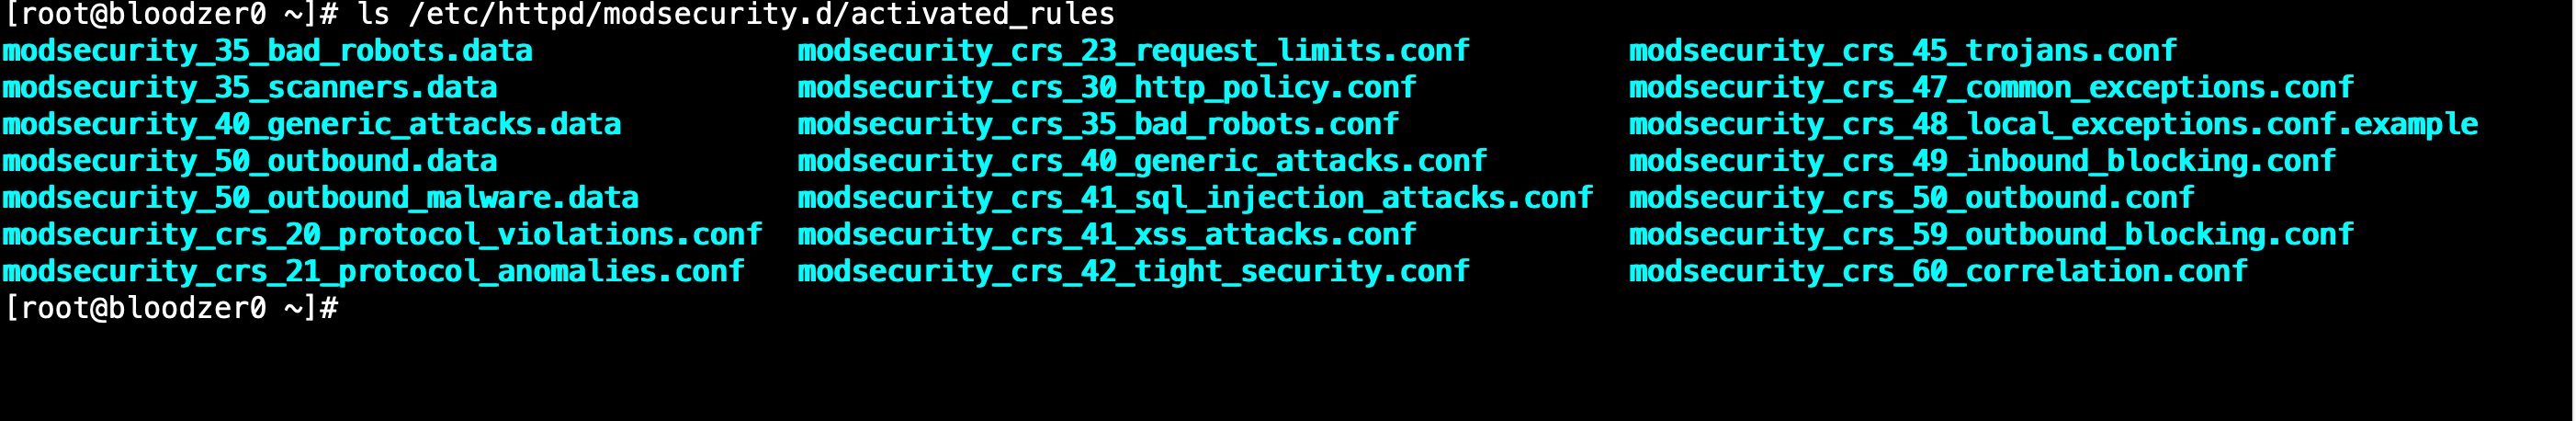 [root@bloodzer0 ~]# ls /etc/httpd/modsecurity.d/activated_rules
modsecurity_35_bad_robots.data modsecurity_crs_23_request_limits.conf modsecurity_crs_45_trojans.conf
modsecurity_35_scanners.data modsecurity_crs_30_http_policy.conf modsecurity_crs_47_common_exceptions.conf
modsecurity_40_generic_attacks.data modsecurity_crs_35_bad_robots.conf modsecurity_crs_48_local_exceptions.conf.example
modsecurity_50_outbound.data modsecurity_crs_40_generic_attacks.conf modsecurity_crs_49_inbound_blocking.conf
modsecurity_50_outbound_malware.data modsecurity_crs_41_sql_injection_attacks.conf modsecurity_crs_50_outbound.conf
modsecurity_crs_20_protocol_violations.conf modsecurity_crs_41_xss_attacks.conf modsecurity_crs_59_outbound_blocking.conf
modsecurity_crs_21_protocol_anomalies.conf modsecurity_crs_42_tight_security.conf modsecurity_crs_60_correlation.conf
[root@bloodzer0 ~]#